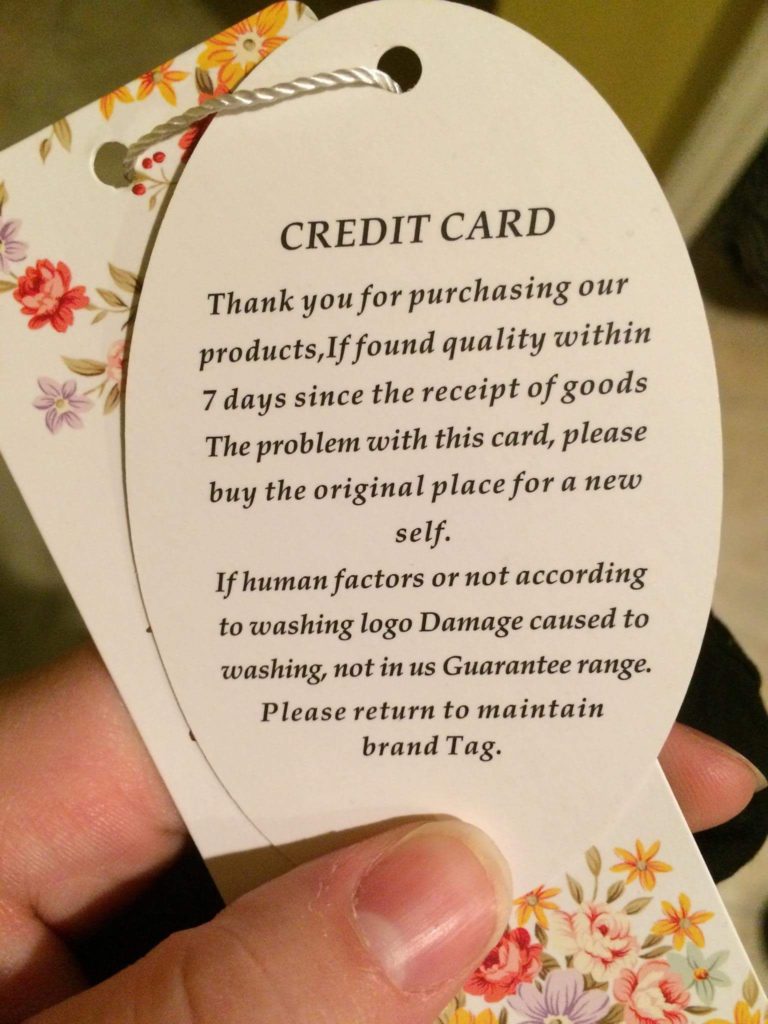 CREDIT CARD
Thank you for purchasing our
products,If found quality within
7 days since the receipt of goods
The problem with this card, please
buy the original place for a new
self.
If human factors or not according
to washing logo Damage caused to
washing, not in us Guarantee range.
Please return to maintain
brand Tag.